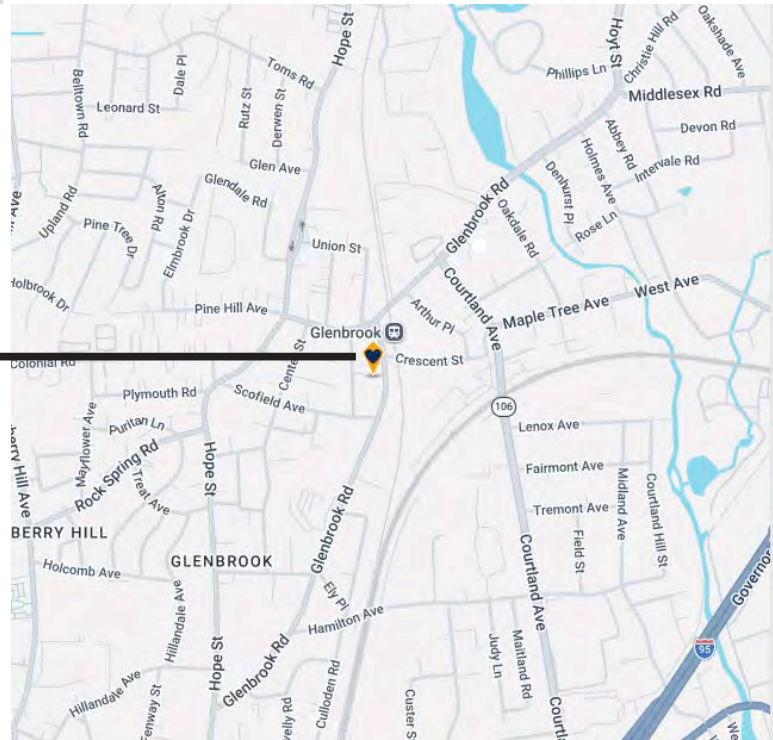 Hope St
Hoyt St
Christie Hill Rd
Oakshade Ave
Toms Rd
Dale Pl
Phillips Ln
Belltown Rd
Leonard St
Rutz St
Derwen St
Middlesex Rd
Devon Rd
Abbey Rd
Holmes Ave
Intervale Rd
Glen Ave
Glendale Rd
Denhurst Pl
Rose Ln
Alton Rd
Upland Rd
Pine Tree Dr
Elmbrook Dr
Glenbrook Rd
Oakdale Rd
Union St
Holbrook Dr
Courtland Ave
West Ave
Pine Hill Ave
Arthur Pl
Maple Tree Ave
Glenbrook
Center St
Crescent St
Colonial Rd
Plymouth Rd
Scofield Ave
106
Mayflower Ave
Puritan Ln
Lenox Ave
Rock Spring Rd
Hope St
Treat Ave
Fairmont Ave
Midland Ave
Courtland Hill St
Glenbrook Rd
Tremont Ave
Field St
BERRY HILL
GLENBROOK
Holcomb Ave
Courtland Ave
Governor
Ely Pl
Hillandale Ave
Hamilton Ave
Hope St
Glenbrook Rd
Judy Ln
Maitland Rd
95
Hillandale Ave
Culloden Rd
Custer S
Courtl